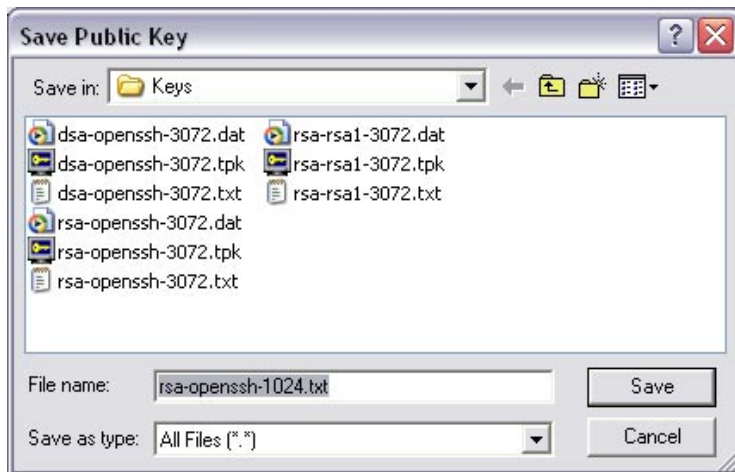 Save Public Key
Save in: Keys
dsa-openssh-3072.dat
dsa-openssh-3072.tpk
dsa-openssh-3072.txt
rsa-openssh-3072.dat
rsa-openssh-3072.tpk
rsa-openssh-3072.txt
rsa-rsa1-3072.dat
rsa-rsa1-3072.tpk
rsa-rsa1-3072.txt
File name: rsa-openssh-1024.txt
Save
Save as type: All Files (*.*)
Cancel